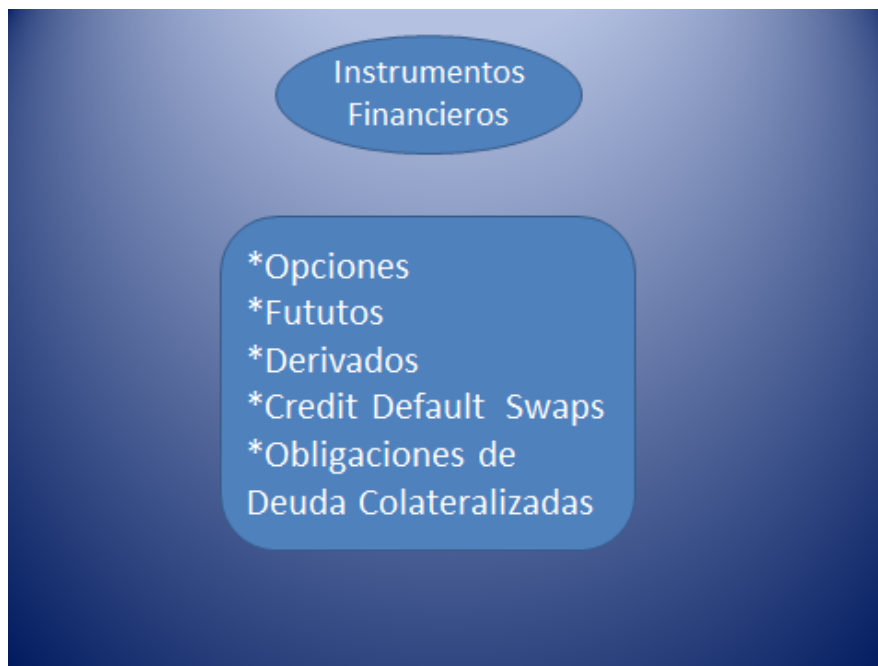 Instrumentos
Financieros
*Opciones
*Fututos
*Derivados
*Credit Default  Swaps
*Obligaciones de
Deuda Colateralizadas